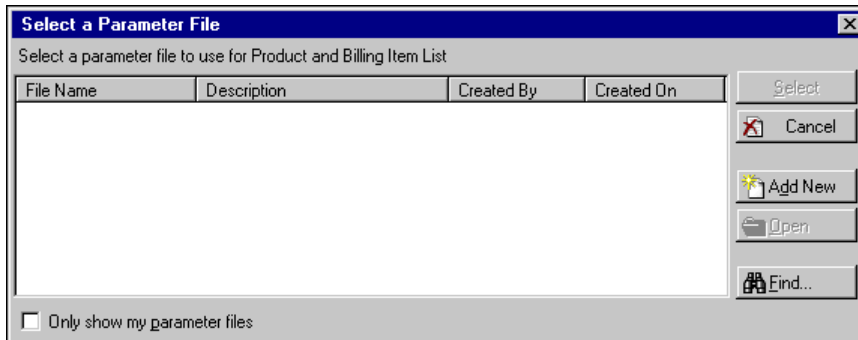 Select a Parameter File
Select a parameter file to use for Product and Billing Item List
File Name Description Created By Created On
Select
Cancel
Add New
Open
Find...
Only show my parameter files